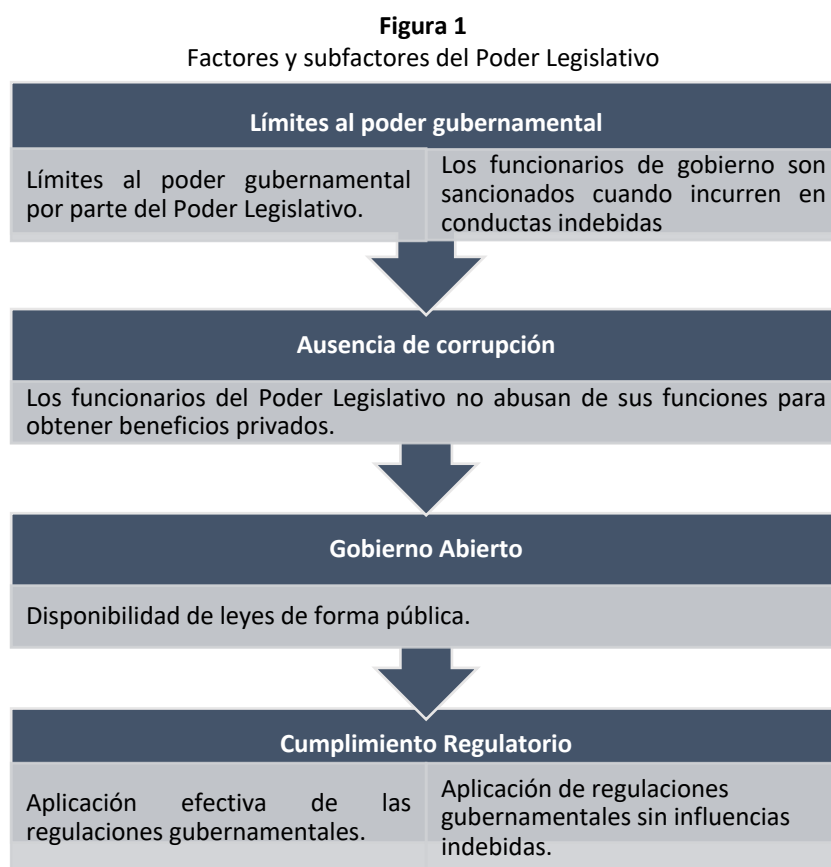 Figura 1
Factores y subfactores del Poder Legislativo
Límites al poder gubernamental
Límites al poder gubernamental
por parte del Poder Legislativo.
Los funcionarios de gobierno son
sancionados cuando incurren en
conductas indebidas
Ausencia de corrupción
Los funcionarios del Poder Legislativo no abusan de sus funciones para
obtener beneficios privados.
Gobierno Abierto
Disponibilidad de leyes de forma pública.
Cumplimiento Regulatorio
Aplicación efectiva de las
regulaciones gubernamentales.
Aplicación de regulaciones
gubernamentales sin influencias
indebidas.